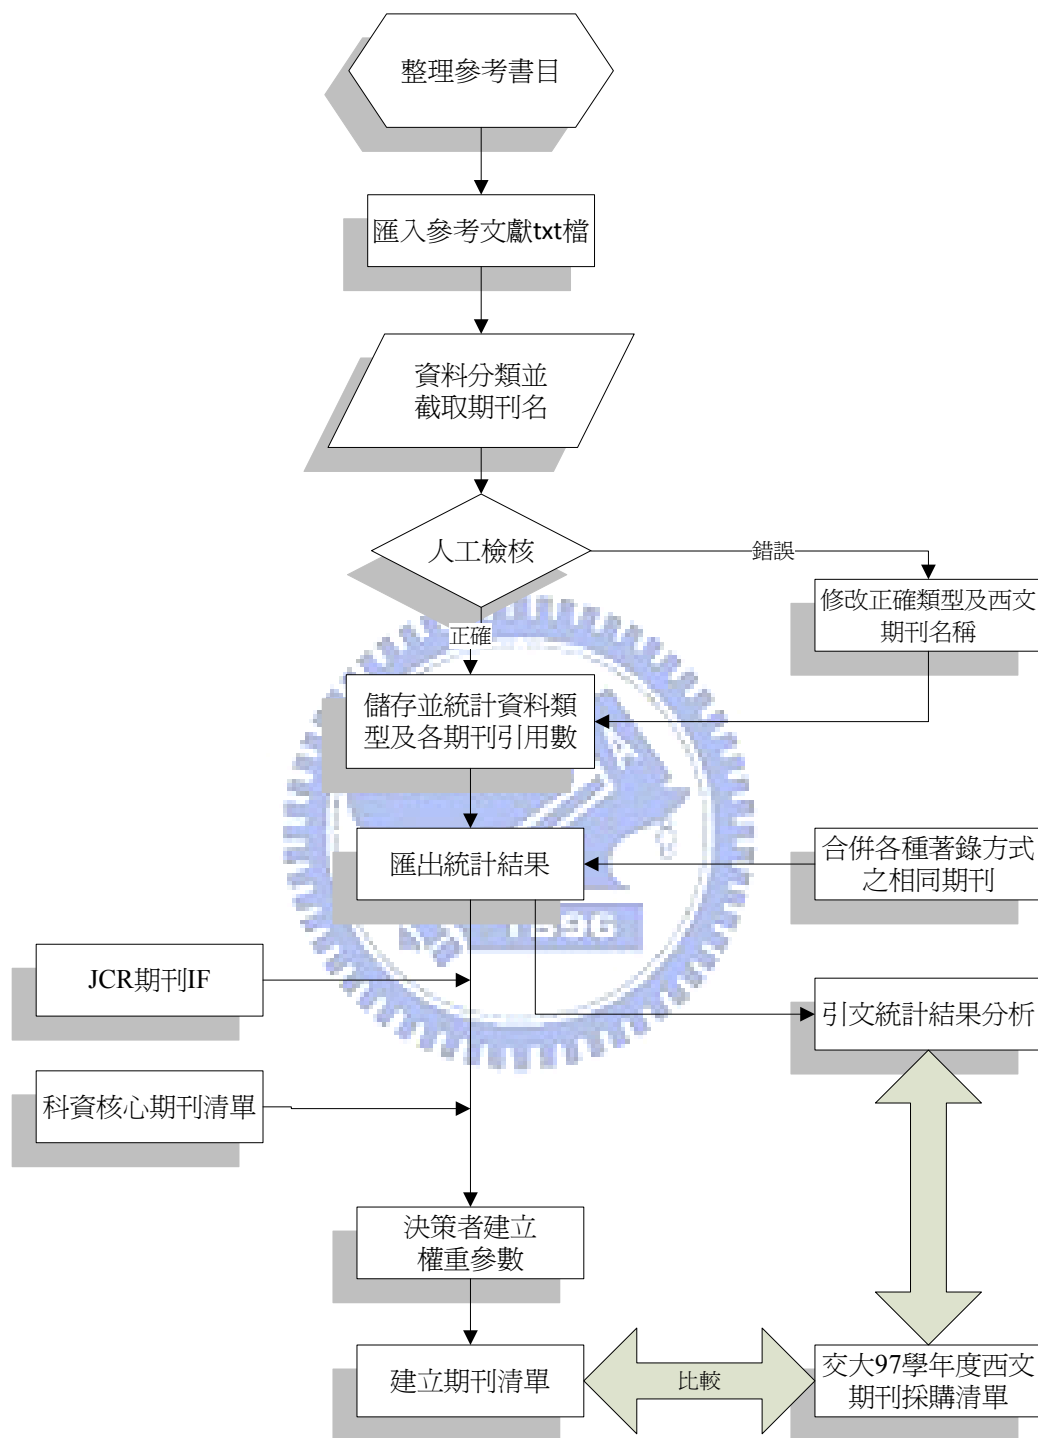 整理參考書目
匯入參考文獻txt檔
資料分類並
截取期刊名
人工檢核
錯誤
修改正確類型及西文
期刊名稱
正確
儲存並統計資料類
型及各期刊引用數
匯出統計結果
合併各種著錄方式
之相同期刊
1896
JCR期刊IF
引文統計結果分析
科資核心期刊清單
決策者建立
權重參數
建立期刊清單
比較
交大97學年度西文
期刊採購清單